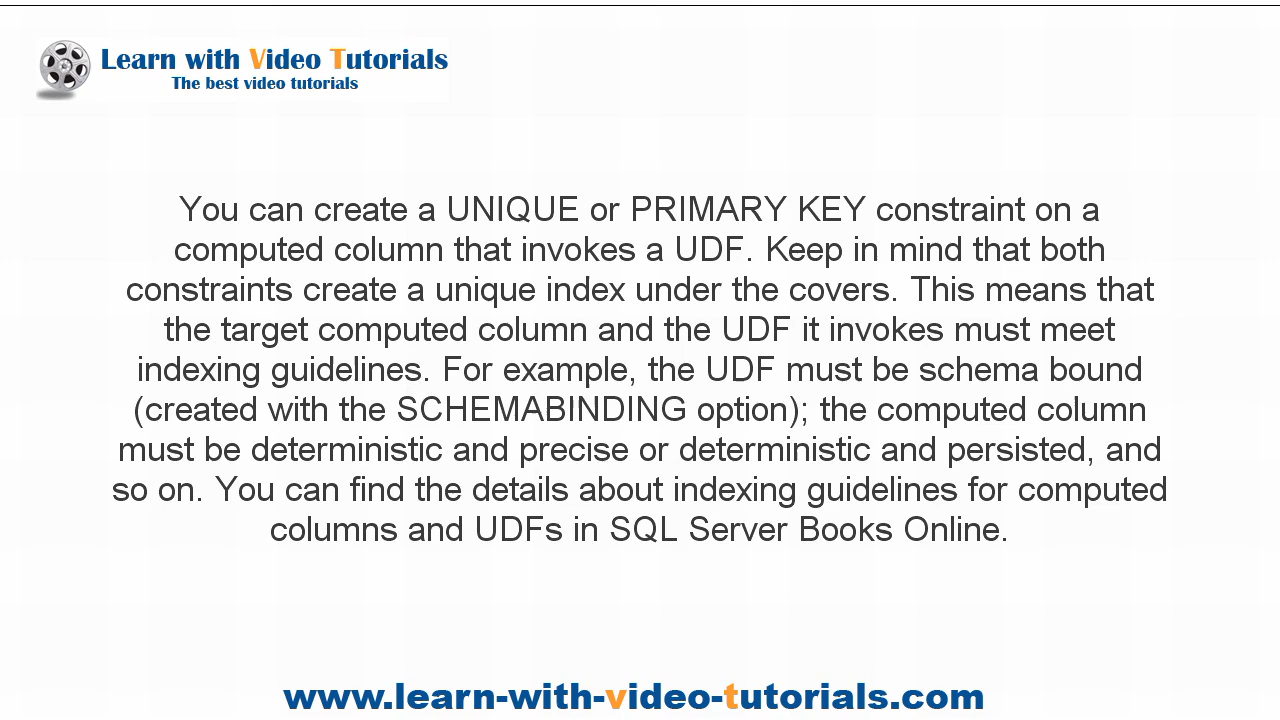 Learn with Video Tutorials
The best video tutorials
You can create a UNIQUE or PRIMARY KEY constraint on a
computed column that invokes a UDF. Keep in mind that both
constraints create a unique index under the covers. This means that
the target computed column and the UDF it invokes must meet
indexing guidelines. For example, the UDF must be schema bound
(created with the SCHEMABINDING option); the computed column
must be deterministic and precise or deterministic and persisted, and
so on. You can find the details about indexing guidelines for computed
columns and UDFs in SQL Server Books Online.
www.learn-with-video-tutorials.com